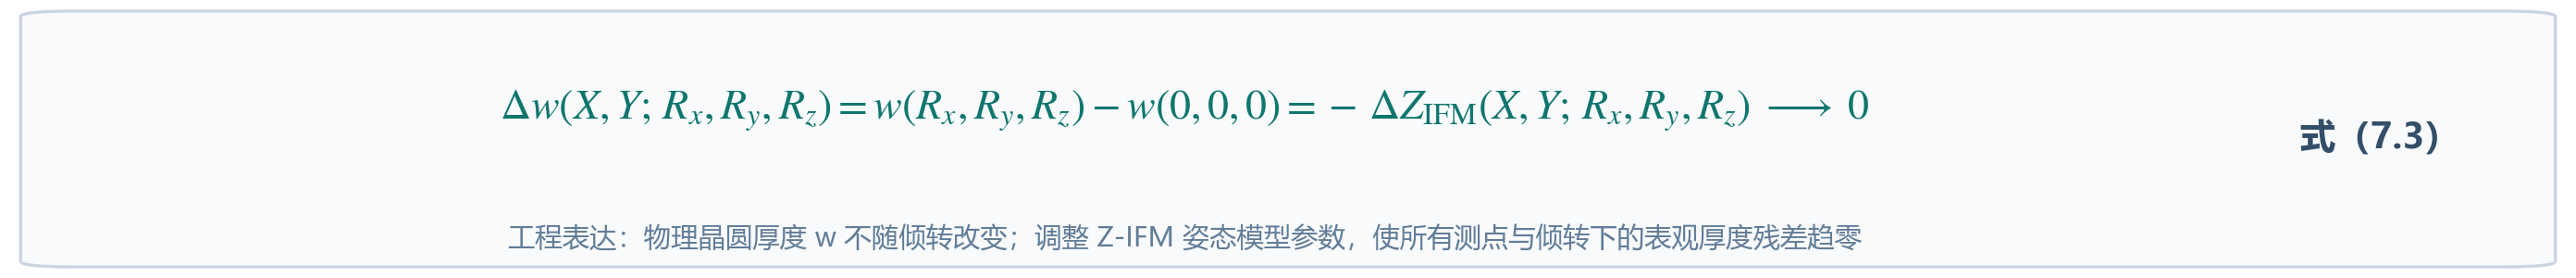 Δw(X, Y; Rₓ, R_y, R_z) = w(Rₓ, R_y, R_z) − w(0, 0, 0) = − ΔZ_IFM(X, Y; Rₓ, R_y, R_z) ⟶ 0
式（7.3）
工程表达：物理晶圆厚度 w 不随倾转改变；调整 Z-IFM 姿态模型参数，使所有测点与倾转下的表观厚度残差趋零